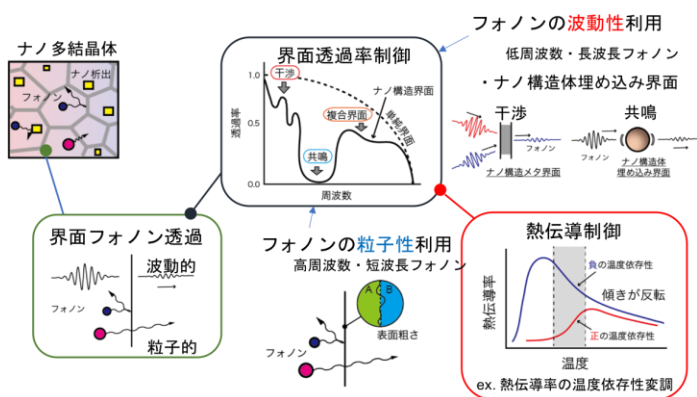 ナノ多結晶体
ナノ析出
フォノン
界面フォノン透過
波動的
フォノン
粒子的
界面透過率制御
1.0
0.5
0.0
透過率
周波数
干渉
共鳴
複合界面
ナノ構造界面
単純界面
フォノンの波動性利用
低周波数・長波長フォノン
・ナノ構造体埋め込み界面
干渉
共鳴
フォノン
フォノン
ナノ構造メタ界面
ナノ構造体
埋め込み界面
フォノンの粒子性利用
高周波数・短波長フォノン
A
B
表面粗さ
フォノン
熱伝導制御
熱伝導率
温度
負の温度依存性
傾きが反転
正の温度依存性
ex. 熱伝導率の温度依存性変調